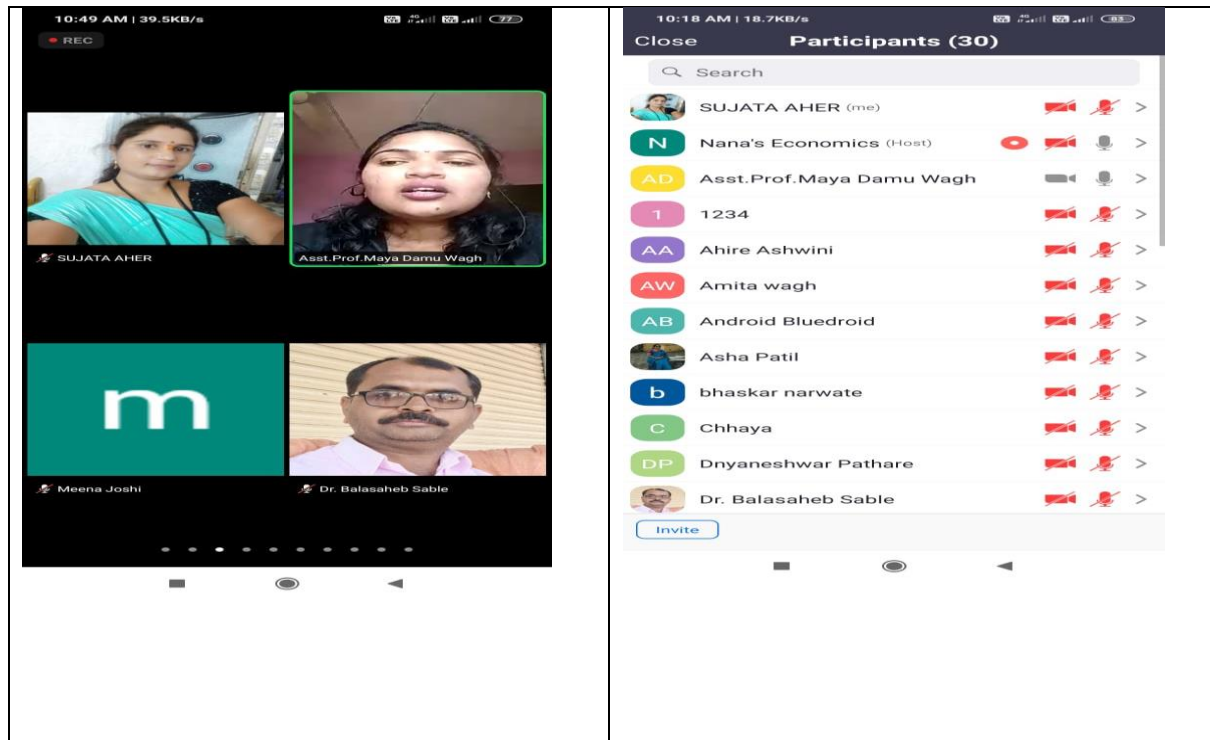 10:49 AM | 39.5KB/s
77
REC
SUJATA AHER
Asst.Prof.Maya Damu Wagh
m
Meena Joshi
Dr. Balasaheb Sable
10:18 AM | 18.7KB/s
83
Close Participants (30)
Search
SUJATA AHER (me)
N Nana's Economics (Host)
AD Asst.Prof.Maya Damu Wagh
1 1234
AA Ahire Ashwini
AW Amita wagh
AB Android Bluedroid
Asha Patil
b bhaskar narwate
C Chhaya
DP Dnyaneshwar Pathare
Dr. Balasaheb Sable
Invite